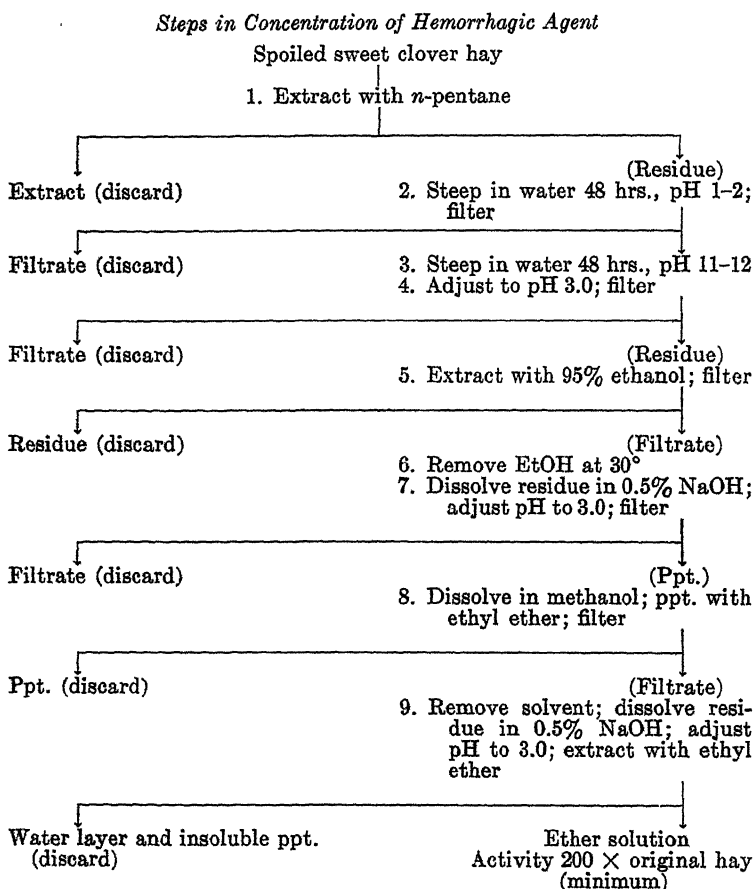 Steps in Concentration of Hemorrhagic Agent
Spoiled sweet clover hay
1. Extract with n-pentane
Extract (discard)
(Residue)
2. Steep in water 48 hrs., pH 1–2;
filter
Filtrate (discard)
3. Steep in water 48 hrs., pH 11–12
4. Adjust to pH 3.0; filter
Filtrate (discard)
(Residue)
5. Extract with 95% ethanol; filter
Residue (discard)
(Filtrate)
6. Remove EtOH at 30°
7. Dissolve residue in 0.5% NaOH;
adjust pH to 3.0; filter
Filtrate (discard)
(Ppt.)
8. Dissolve in methanol; ppt. with
ethyl ether; filter
Ppt. (discard)
(Filtrate)
9. Remove solvent; dissolve resi-
due in 0.5% NaOH; adjust
pH to 3.0; extract with ethyl
ether
Water layer and insoluble ppt.
(discard)
Ether solution
Activity 200 × original hay
(minimum)